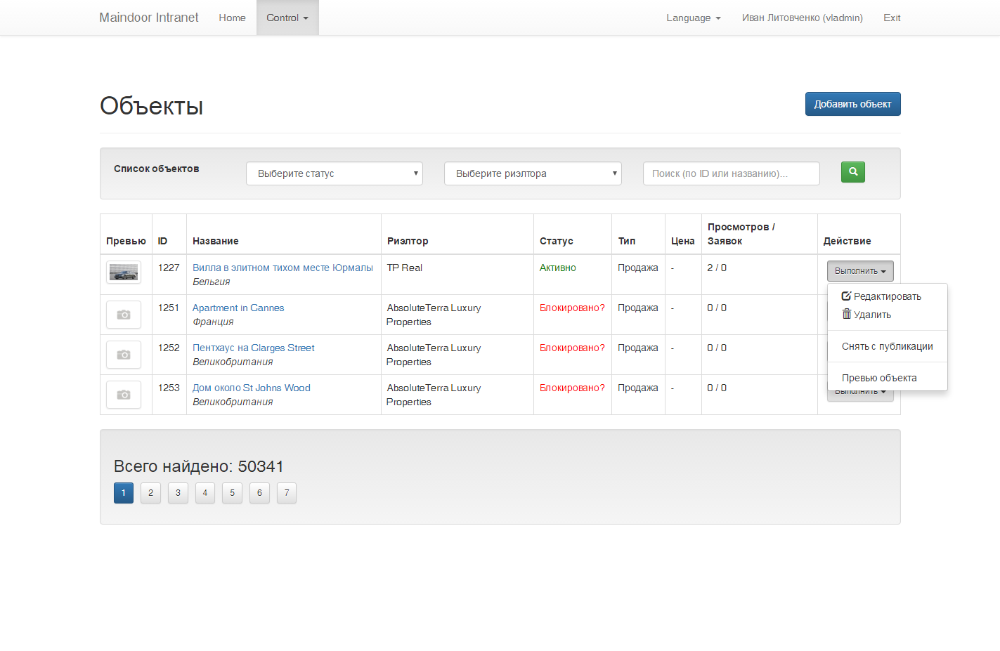 Maindoor Intranet Home Control Language Иван Литовченко (vladmin) Exit
Объекты Добавить объект
Список объектов Выберите статус Выберите риэлтора Поиск (по ID или названию)...
Превью ID Название Риэлтор Статус Тип Цена Просмотров / Заявок Действие
1227 Вилла в элитном тихом месте Юрмалы TP Real Активно Продажа - 2 / 0 Выполнить
Бельгия
Редактировать
1251 Apartment in Cannes AbsoluteTerra Luxury Блокировано? Продажа - 0 / 0
Удалить
Франция Properties
1252 Пентхаус на Clarges Street AbsoluteTerra Luxury Блокировано? Продажа - 0 / 0 Снять с публикации
Великобритания Properties
Превью объекта
1253 Дом около St Johns Wood AbsoluteTerra Luxury Блокировано? Продажа - 0 / 0 Выполнить
Великобритания Properties
Всего найдено: 50341
1 2 3 4 5 6 7